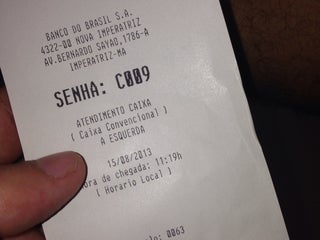 BANCO DO BRASIL S.A.
4322-00 NOVA IMPERATRIZ
AV.BERNARDO SAYAO,1786-A
IMPERATRIZ-MA
SENHA: C009
ATENDIMENTO CAIXA
( Caixa Convencional )
A ESQUERDA
15/08/2013
ora de chegada: 11:19h
( Horario Local )
0063